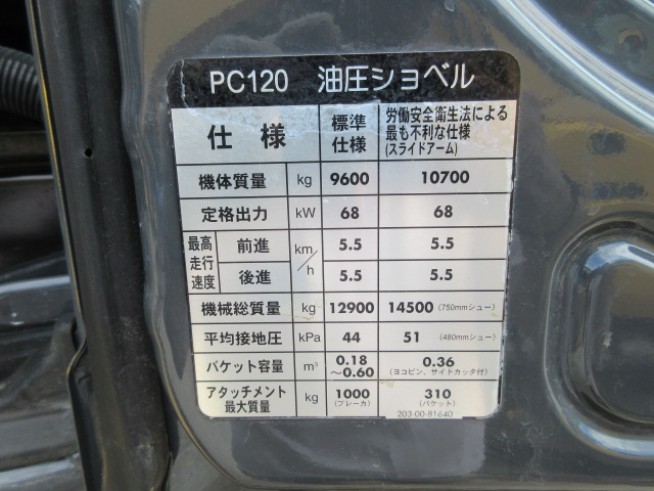 PC120 油圧ショベル
仕様 標準仕様 労働安全衛生法による最も不利な仕様(スライドアーム)
機体質量 kg 9600 10700
定格出力 kW 68 68
最高走行速度 前進 km/h 5.5 5.5
後進 5.5 5.5
機械総質量 kg 12900 14500 (750mmシュー)
平均接地圧 kPa 44 51 (480mmシュー)
バケット容量 m³ 0.18～0.60 0.36 (ヨコピン、サイトカッタ付)
アタッチメント最大質量 kg 1000 (ブレーカ) 310 (バケット)
203-00-81640